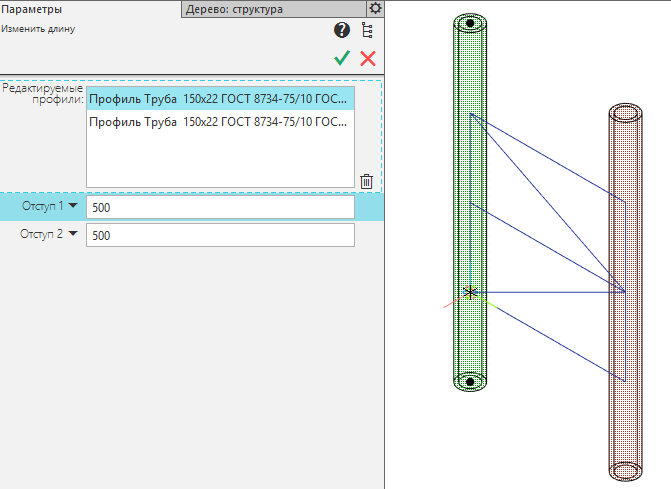 Параметры
Дерево: структура
Изменить длину
?
Редактируемые
профили:
Профиль Труба 150x22 ГОСТ 8734-75/10 ГОС...
Профиль Труба 150x22 ГОСТ 8734-75/10 ГОС...
Отступ 1
500
Отступ 2
500